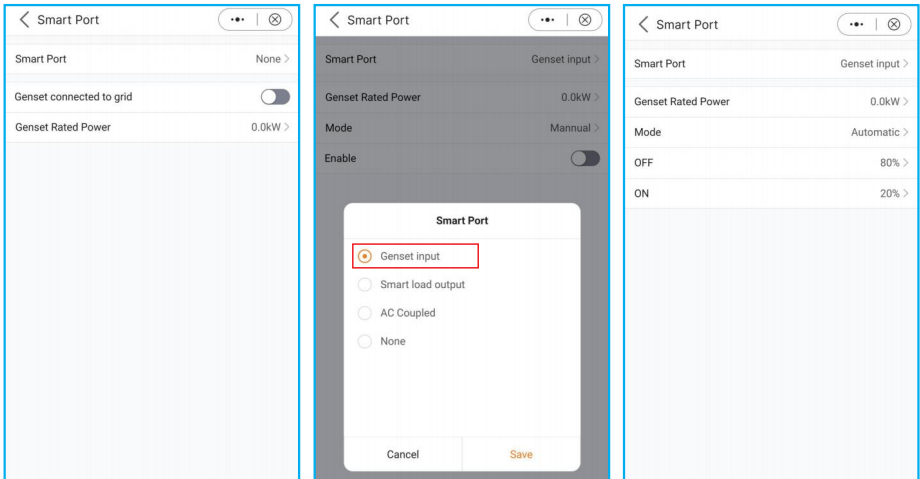 Smart Port
Smart Port None
Genset connected to grid
Genset Rated Power 0.0kW
Smart Port
Smart Port Genset input
Genset Rated Power 0.0kW
Mode Mannual
Enable
Smart Port
Genset input
Smart load output
AC Coupled
None
Cancel Save
Smart Port
Smart Port Genset input
Genset Rated Power 0.0kW
Mode Automatic
OFF 80%
ON 20%